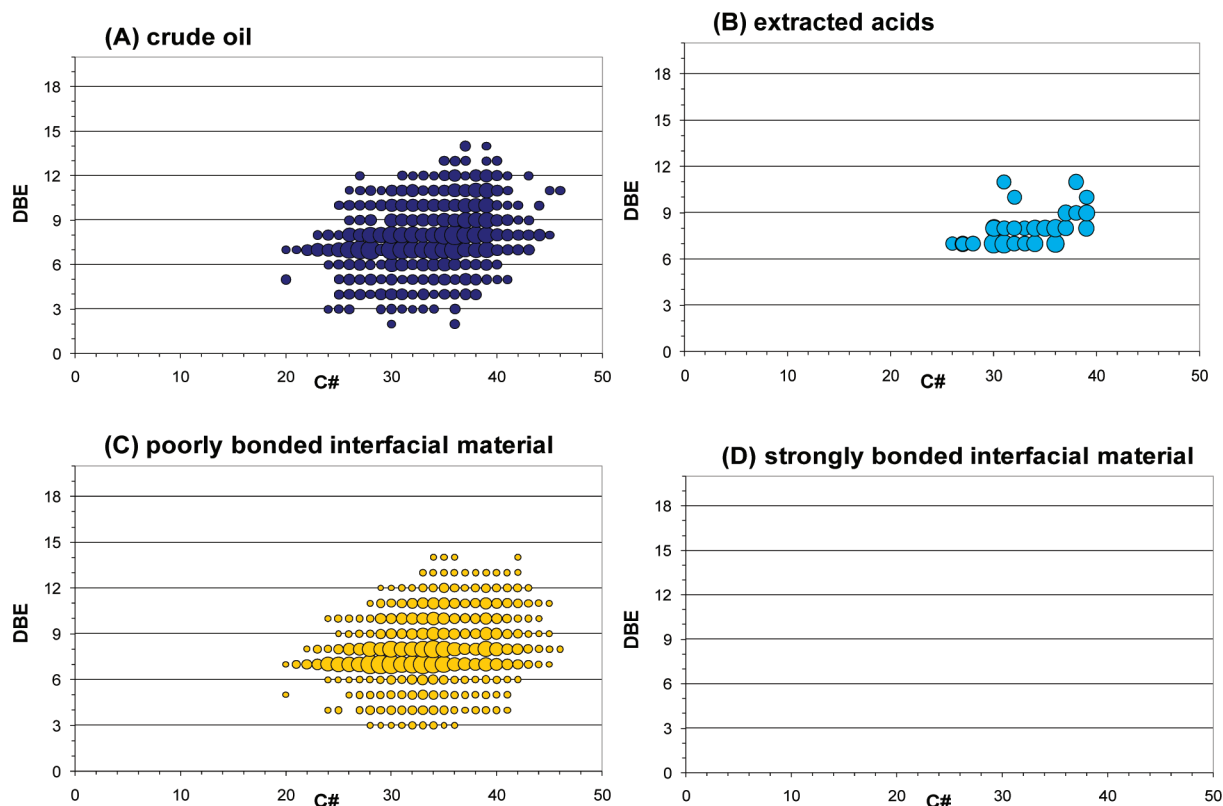 (A) crude oil
DBE
18
15
12
9
6
3
0
0 10 20 30 40 50
C#
(B) extracted acids
DBE
18
15
12
9
6
3
0
0 10 20 30 40 50
C#
(C) poorly bonded interfacial material
DBE
18
15
12
9
6
3
0
0 10 20 30 40 50
C#
(D) strongly bonded interfacial material
DBE
18
15
12
9
6
3
0
0 10 20 30 40 50
C#